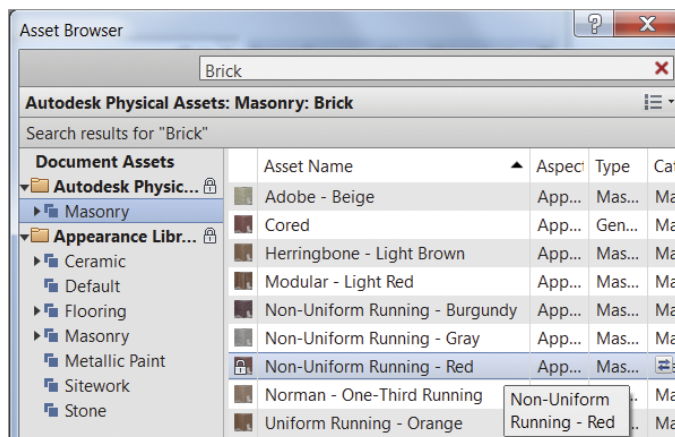 Asset Browser
?
X
Brick
Autodesk Physical Assets: Masonry: Brick
Search results for "Brick"
Document Assets
Autodesk Physic...
Masonry
Appearance Libr...
Ceramic
Default
Flooring
Masonry
Metallic Paint
Sitework
Stone
Asset Name Aspect Type Cat
Adobe - Beige App... Mas... Ma
Cored App... Gen... Ma
Herringbone - Light Brown App... Mas... Ma
Modular - Light Red App... Mas... Ma
Non-Uniform Running - Burgundy App... Mas... Ma
Non-Uniform Running - Gray App... Mas... Ma
Non-Uniform Running - Red App... Mas...
Norman - One-Third Running Ma
Uniform Running - Orange Ma
Non-Uniform
Running - Red